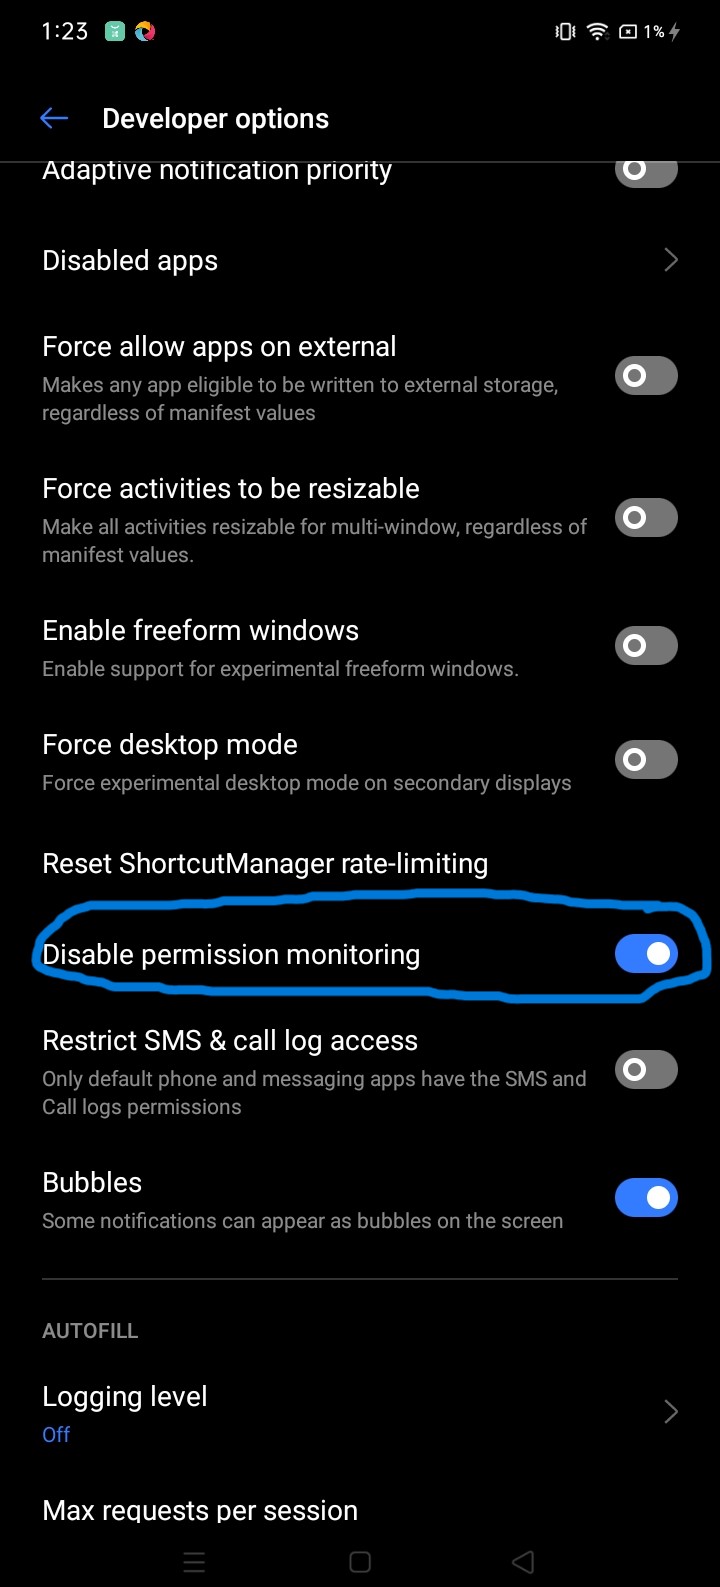 1:23
1%
Developer options
Adaptive notification priority
Disabled apps
Force allow apps on external
Makes any app eligible to be written to external storage,
regardless of manifest values
Force activities to be resizable
Make all activities resizable for multi-window, regardless of
manifest values.
Enable freeform windows
Enable support for experimental freeform windows.
Force desktop mode
Force experimental desktop mode on secondary displays
Reset ShortcutManager rate-limiting
Disable permission monitoring
Restrict SMS & call log access
Only default phone and messaging apps have the SMS and
Call logs permissions
Bubbles
Some notifications can appear as bubbles on the screen
AUTOFILL
Logging level
Off
Max requests per session